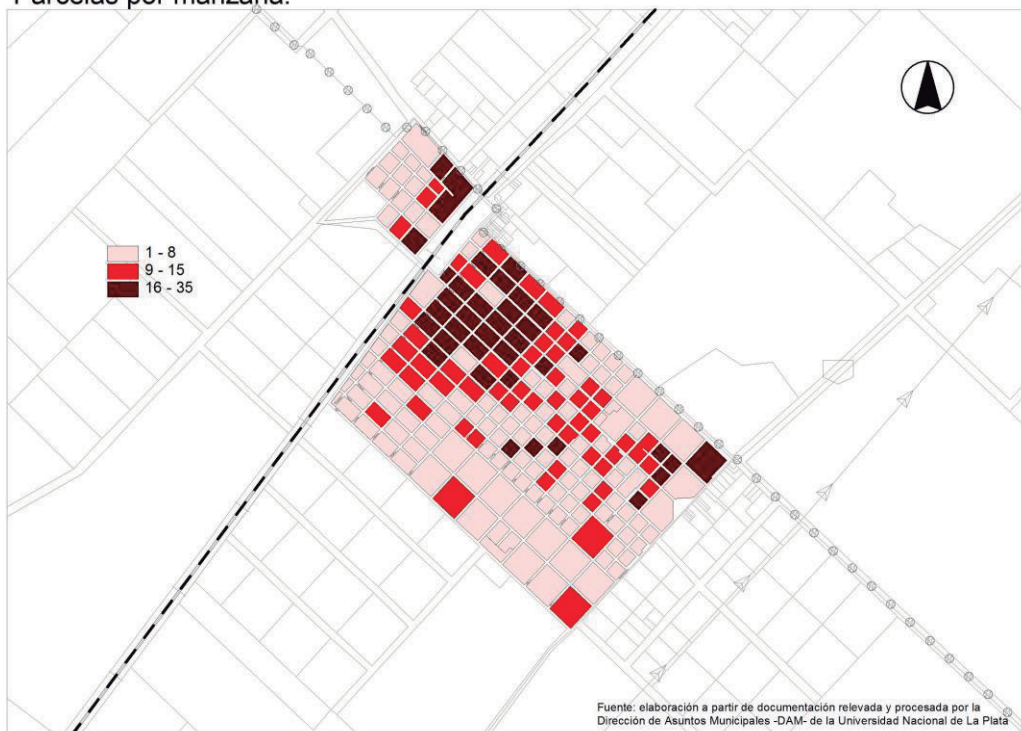 Parcelas por manzana.
1 - 8
9 - 15
16 - 35
Fuente: elaboración a partir de documentación relevada y procesada por la
Dirección de Asuntos Municipales -DAM- de la Universidad Nacional de La Plata